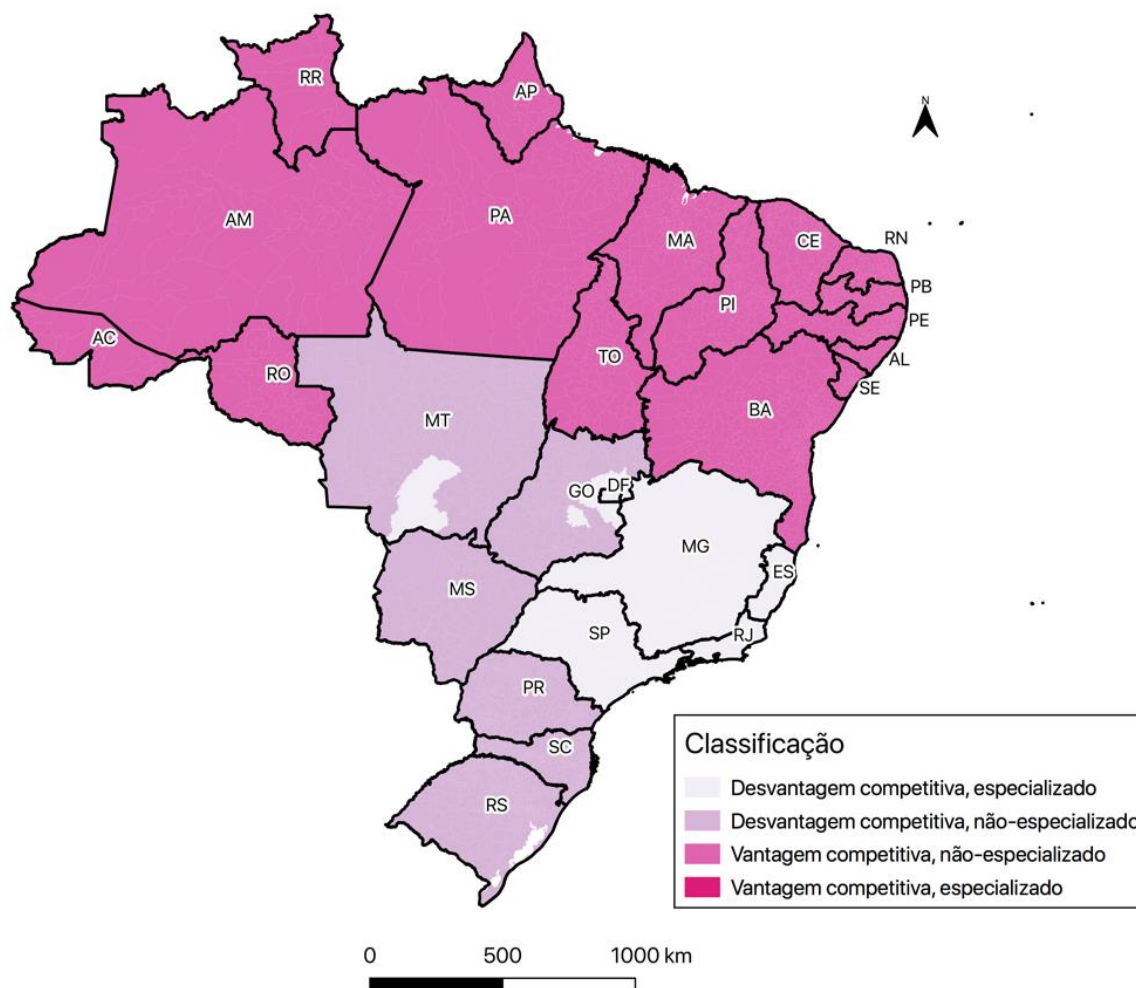 RR
AP
N
AM
PA
MA
CE
RN
PB
PI
PE
AC
TO
AL
RO
SE
BA
MT
GO
DF
MG
ES
MS
SP
RJ
PR
SC
RS
Classificação
Desvantagem competitiva, especializado
Desvantagem competitiva, não-especializado
Vantagem competitiva, não-especializado
Vantagem competitiva, especializado
0 500 1000 km